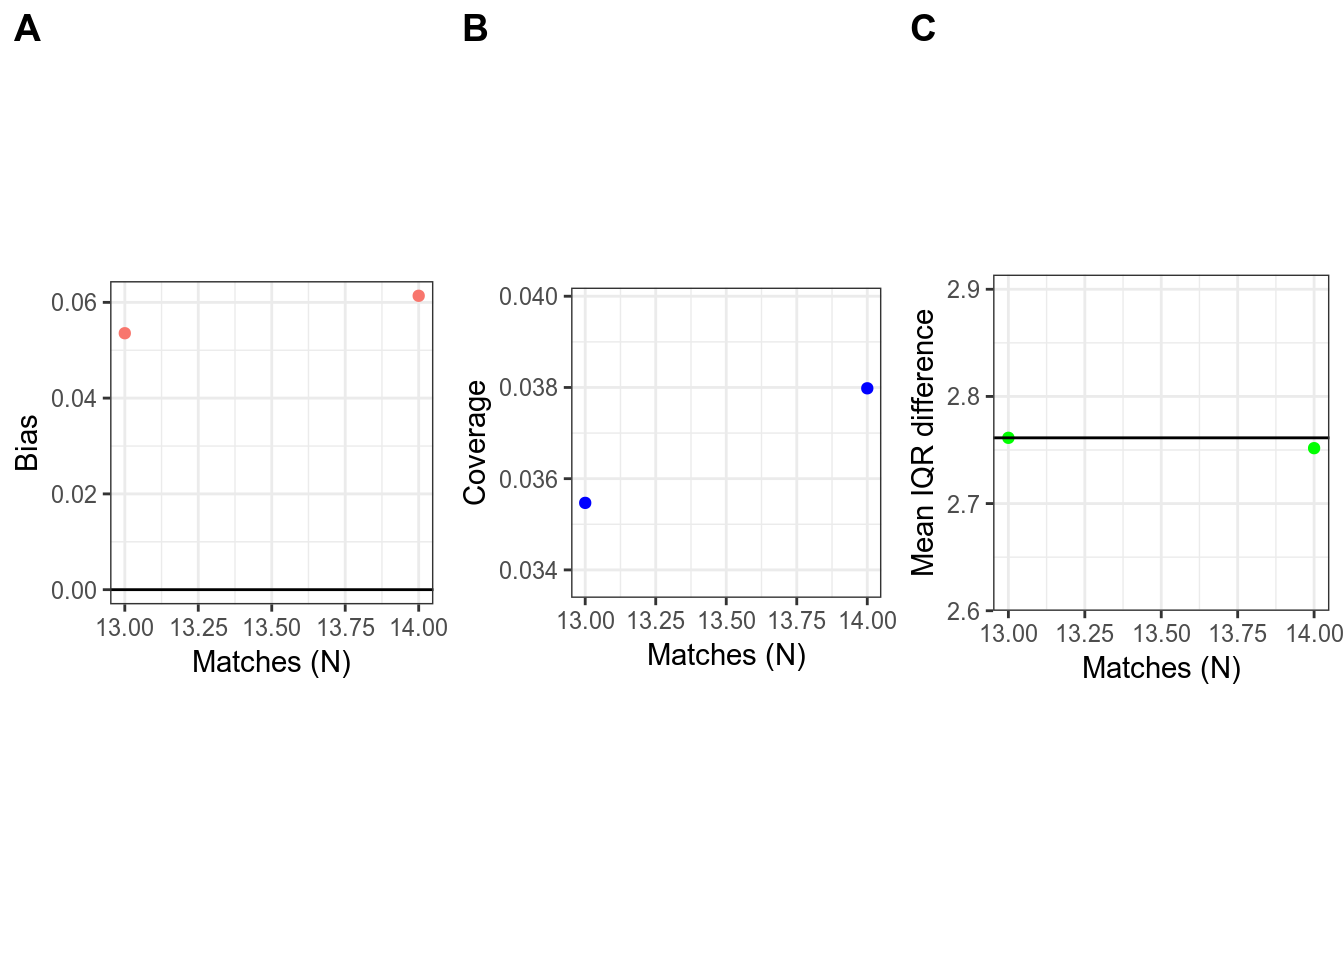 A
B
C
Bias
0.06
0.04
0.02
0.00
13.00 13.25 13.50 13.75 14.00
Matches (N)
Coverage
0.040
0.038
0.036
0.034
13.00 13.25 13.50 13.75 14.00
Matches (N)
Mean IQR difference
2.9
2.8
2.7
2.6
13.00 13.25 13.50 13.75 14.00
Matches (N)